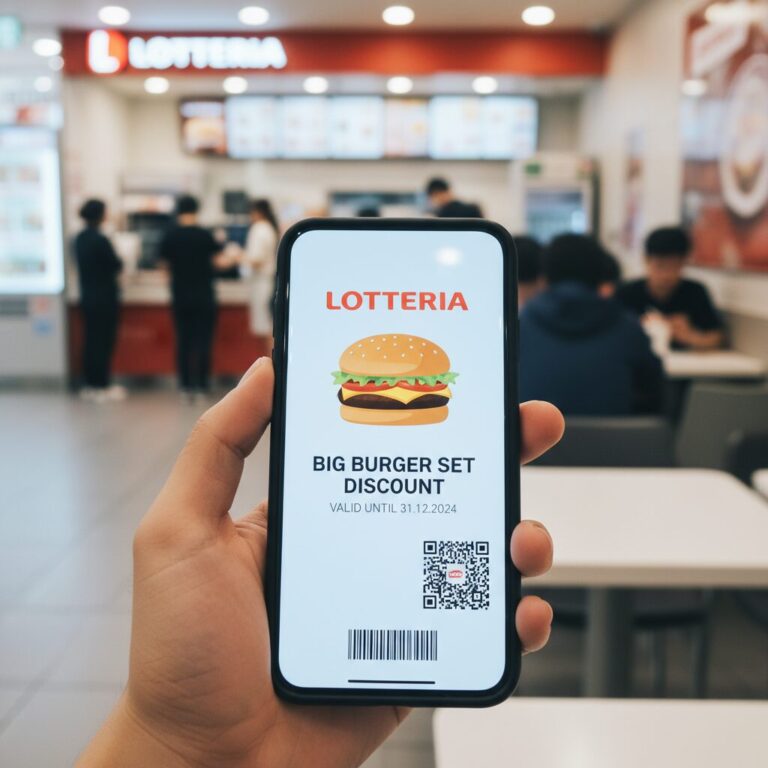 LOTTERIA
LOTTERIA
BIG BURGER SET
DISCOUNT
VALID UNTIL 31.12.2024